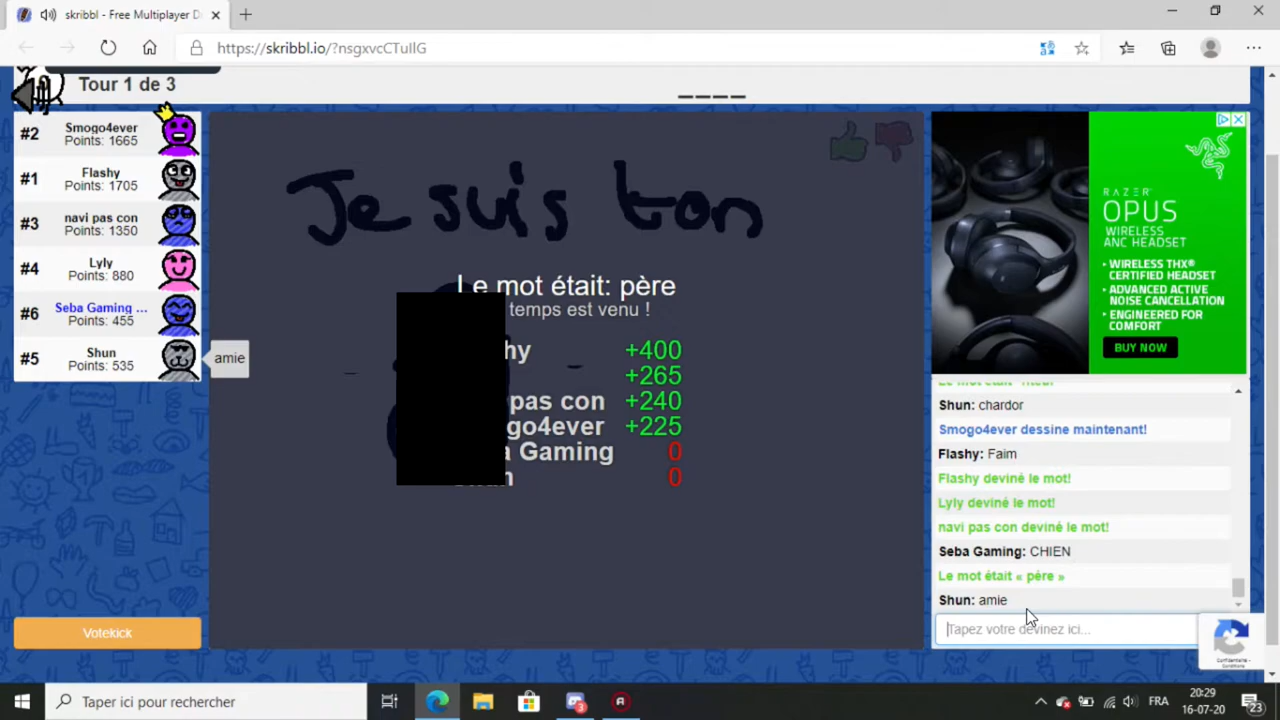 skribbl - Free Multiplayer D
https://skribbl.io/?nsgxvcCTulIG
Tour 1 de 3
____
#2 Smogo4ever
Points: 1665
#1 Flashy
Points: 1705
#3 navi pas con
Points: 1350
#4 Lyly
Points: 880
#6 Seba Gaming ...
Points: 455
#5 Shun
Points: 535
amie
Votekick
Je suis ton
Le mot était: père
temps est venu !
hy +400
+265
pas con +240
go4ever +225
a Gaming 0
0
RAZER
OPUS
WIRELESS
ANC HEADSET
WIRELESS THX®
CERTIFIED HEADSET
ADVANCED ACTIVE
NOISE CANCELLATION
ENGINEERED FOR
COMFORT
BUY NOW
Shun: chardor
Smogo4ever dessine maintenant!
Flashy: Faim
Flashy deviné le mot!
Lyly deviné le mot!
navi pas con deviné le mot!
Seba Gaming: CHIEN
Le mot était « père »
Shun: amie
Tapez votre devinez ici...
Confidentialité -
Conditions
Taper ici pour rechercher
3
FRA
20:29
16-07-20
23